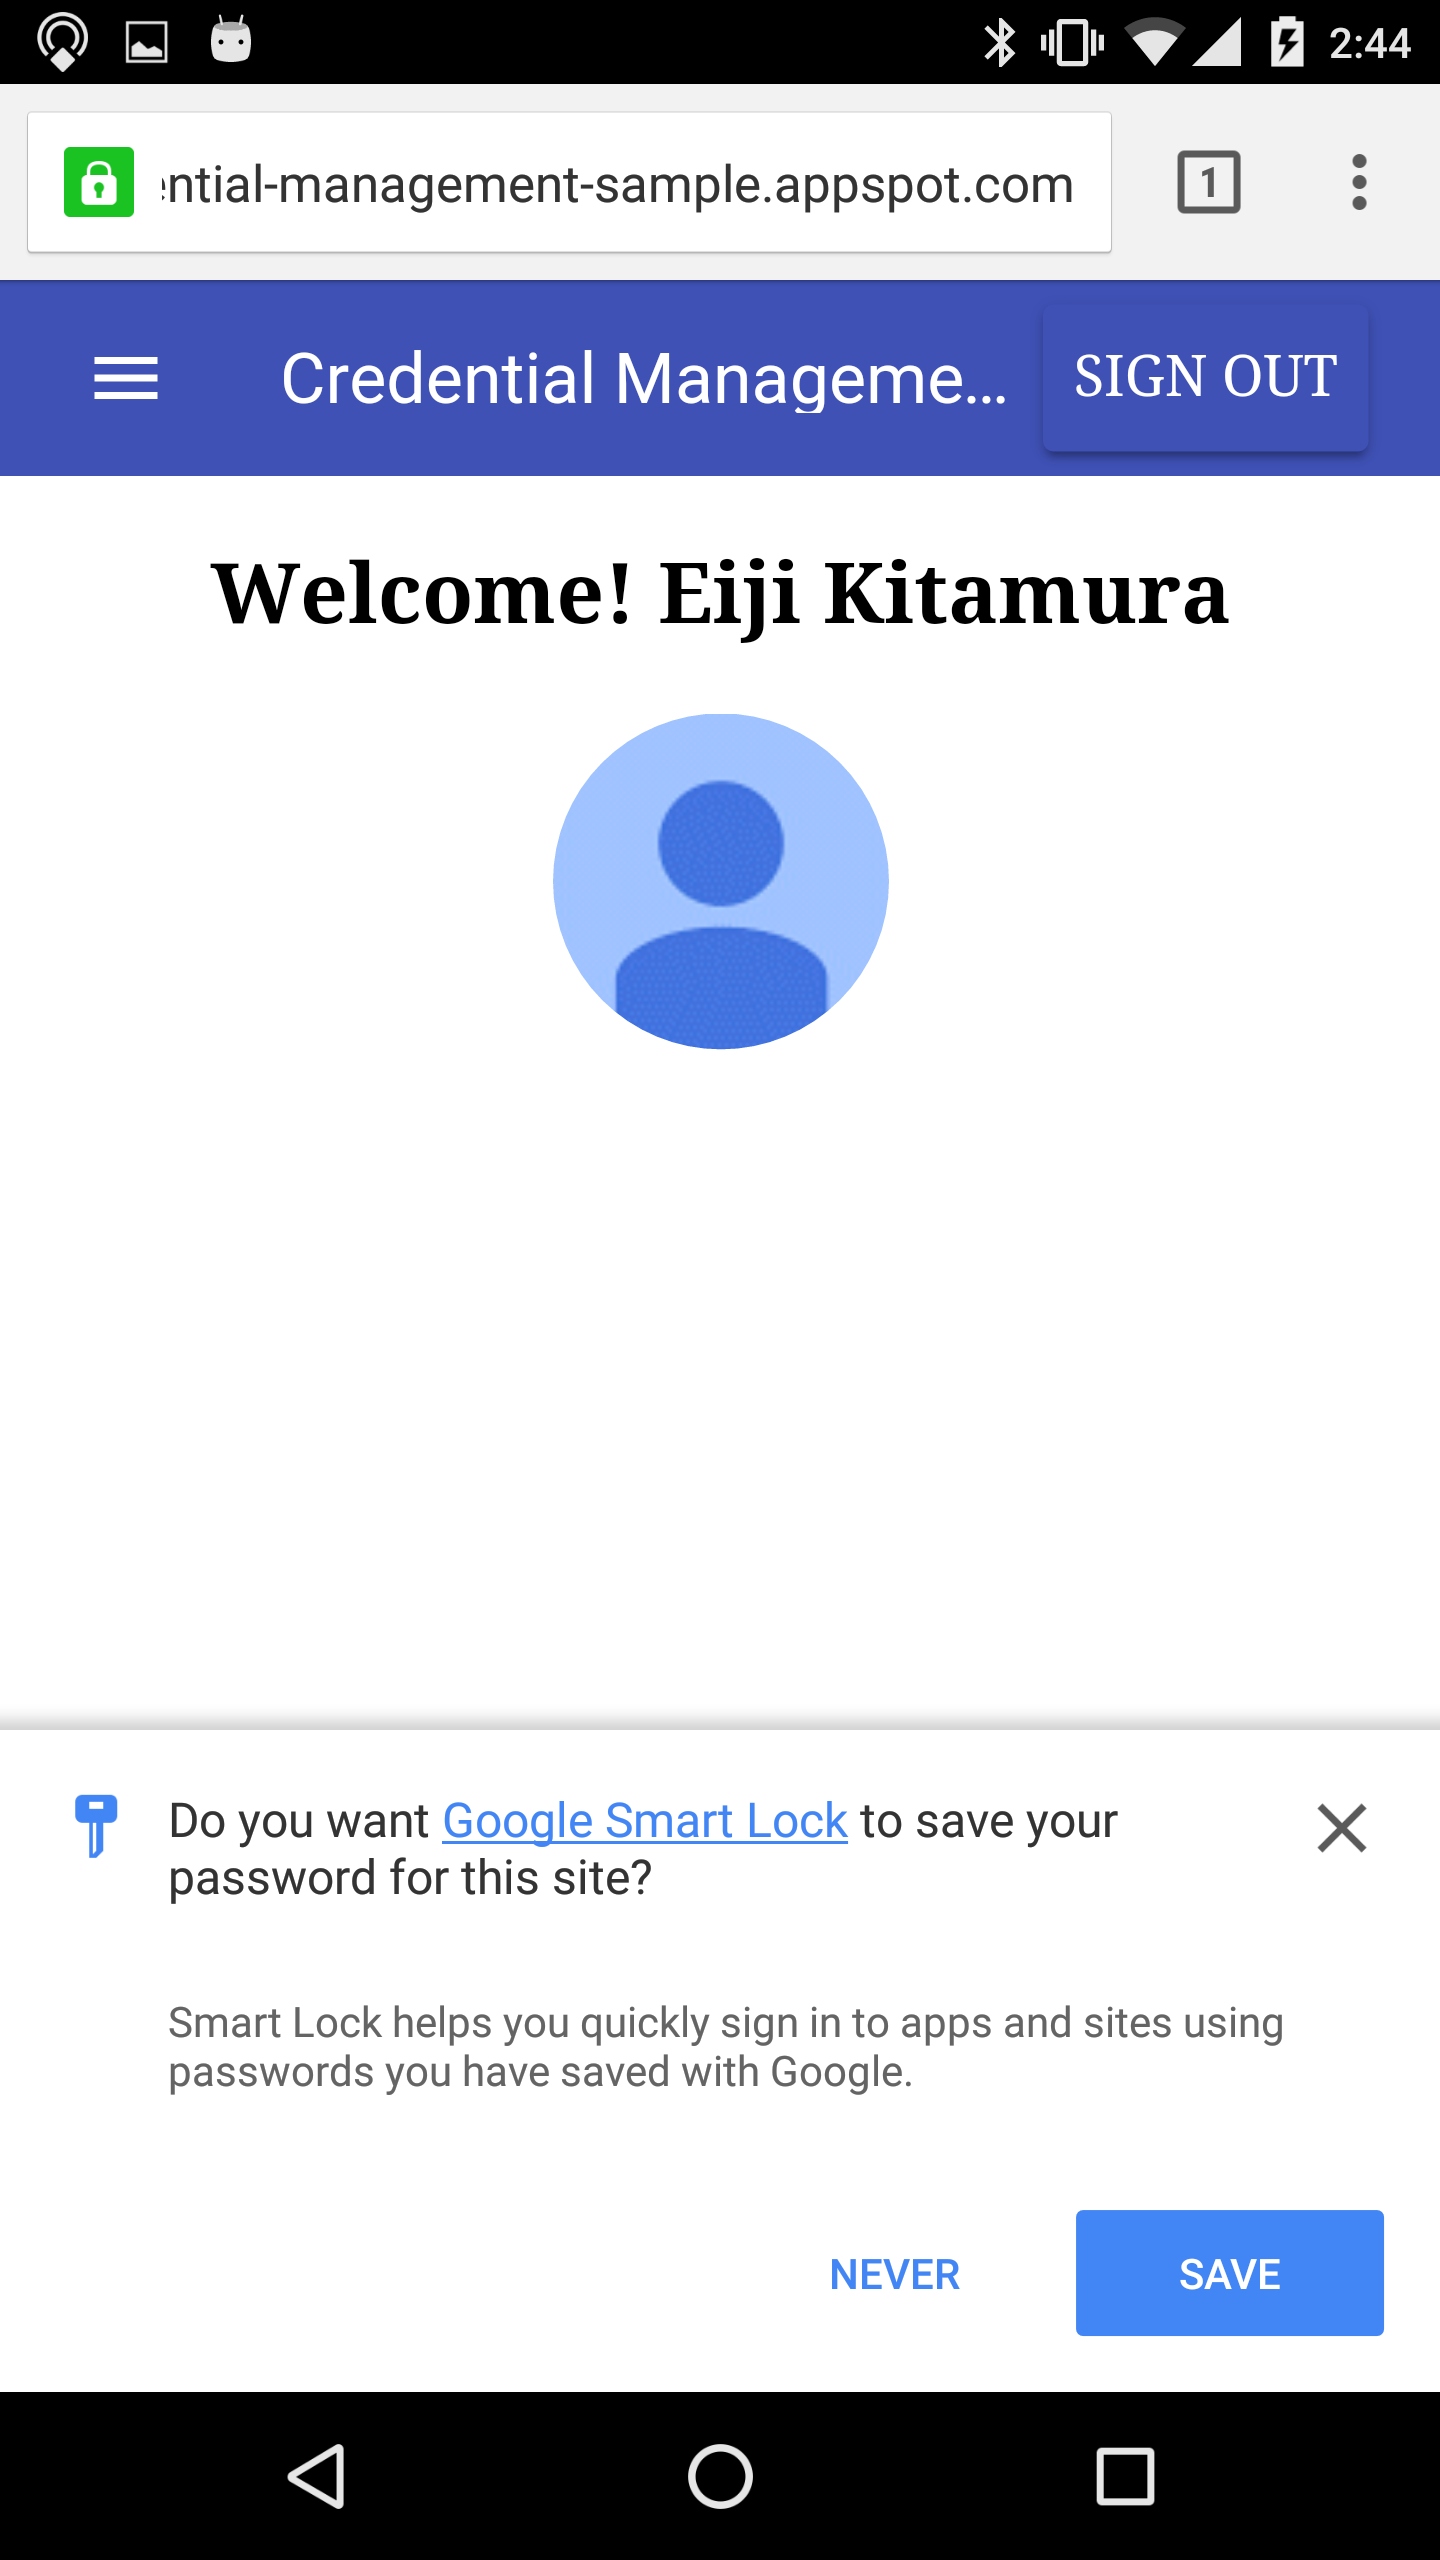 2:44
ential-management-sample.appspot.com
1
Credential Manageme...
SIGN OUT
Welcome! Eiji Kitamura
Do you want Google Smart Lock to save your
password for this site?
Smart Lock helps you quickly sign in to apps and sites using
passwords you have saved with Google.
NEVER
SAVE